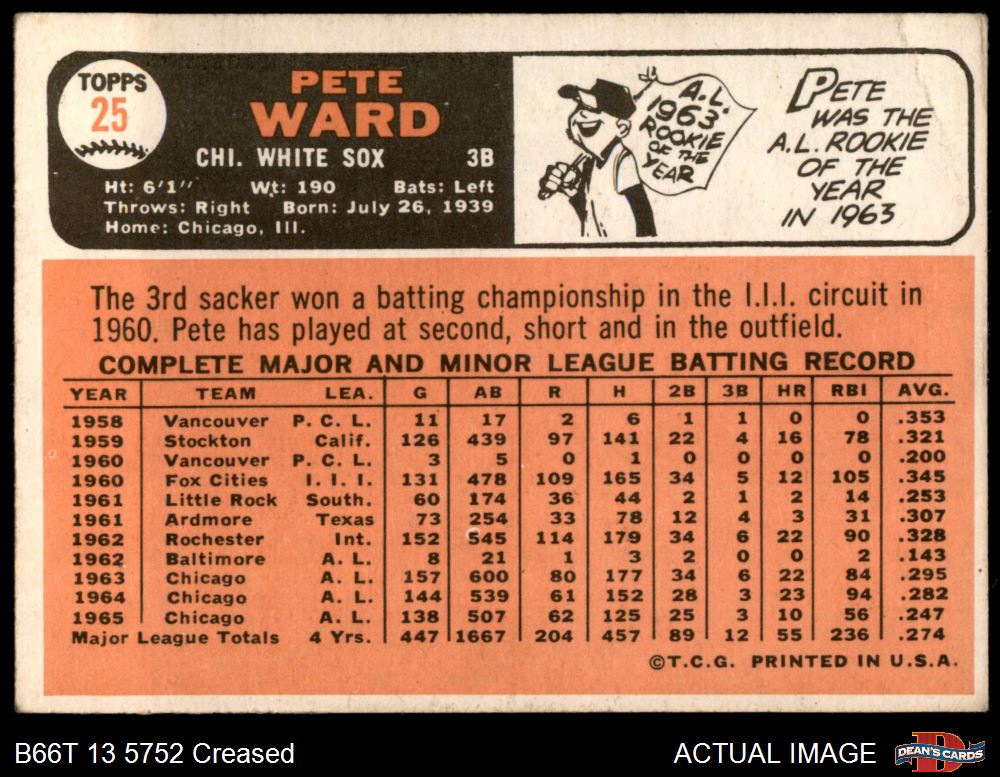 TOPPS
25
PETE
WARD
CHI. WHITE SOX 3B
Ht: 6'1" Wt: 190 Bats: Left
Throws: Right Born: July 26, 1939
Home: Chicago, Ill.
A.L.
1963
ROOKIE
OF THE
YEAR
PETE
WAS THE
A.L. ROOKIE
OF THE
YEAR
IN 1963
The 3rd sacker won a batting championship in the I.I.I. circuit in
1960. Pete has played at second, short and in the outfield.
COMPLETE MAJOR AND MINOR LEAGUE BATTING RECORD
YEAR TEAM LEA. G AB R H 2B 3B HR RBI AVG.
1958 Vancouver P. C. L. 11 17 2 6 1 1 0 0 .353
1959 Stockton Calif. 126 439 97 141 22 4 16 78 .321
1960 Vancouver P. C. L. 3 5 0 1 0 0 0 0 .200
1960 Fox Cities I. I. I. 131 478 109 165 34 5 12 105 .345
1961 Little Rock South. 60 174 36 44 2 1 2 14 .253
1961 Ardmore Texas 73 254 33 78 12 4 3 31 .307
1962 Rochester Int. 152 545 114 179 34 6 22 90 .328
1962 Baltimore A. L. 8 21 1 3 2 0 0 2 .143
1963 Chicago A. L. 157 600 80 177 34 6 22 84 .295
1964 Chicago A. L. 144 539 61 152 28 3 23 94 .282
1965 Chicago A. L. 138 507 62 125 25 3 10 56 .247
Major League Totals 4 Yrs. 447 1667 204 457 89 12 55 236 .274
©T.C.G. PRINTED IN U.S.A.
B66T 13 5752 Creased
ACTUAL IMAGE
DEAN'S CARDS